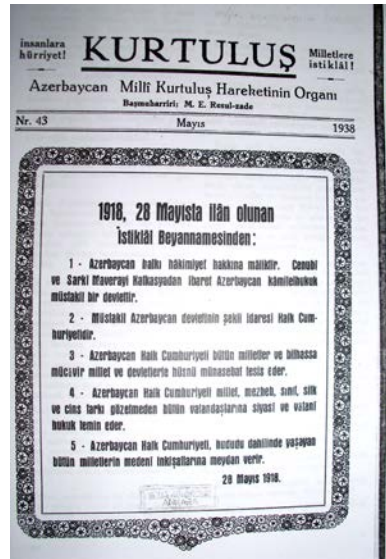 insanlara
hürriyet!
KURTULUŞ
Milletlere
istiklâl!
Azerbaycan Millî Kurtuluş Hareketinin Organı
Başmuharriri: M. E. Resul-zade
Nr. 43 Mayıs 1938
1918, 28 Mayısta ilân olunan
İstiklâl Beyannamesinden:
1 - Azerbaycan halkı hâkimiyet hakkına mâliktir. Cenubî
ve Şarkî Maverayi Kafkasyadan ibaret Azerbaycan kâmilelhukuk
müstakil bir devlettir.
2 - Müstakil Azerbaycan devletinin şekli idaresi Halk Cum-
huriyetidir.
3 - Azerbaycan Halk Cumhuriyeti bütün milletler ve bilhassa
mücavir millet ve devletlerle hüsnü münasebat tesis eder.
4 - Azerbaycan Halk Cumhuriyeti millet, mezheb, sınıf, silk
ve cins farkı gözetmeden bütün vatandaşlarına siyasî ve vatanî
hukuk temin eder.
5 - Azerbaycan Halk Cumhuriyeti, hududu dahilinde yaşayan
bütün milletlerin medenî inkişaflarına meydan verir.
28 Mayıs 1918.